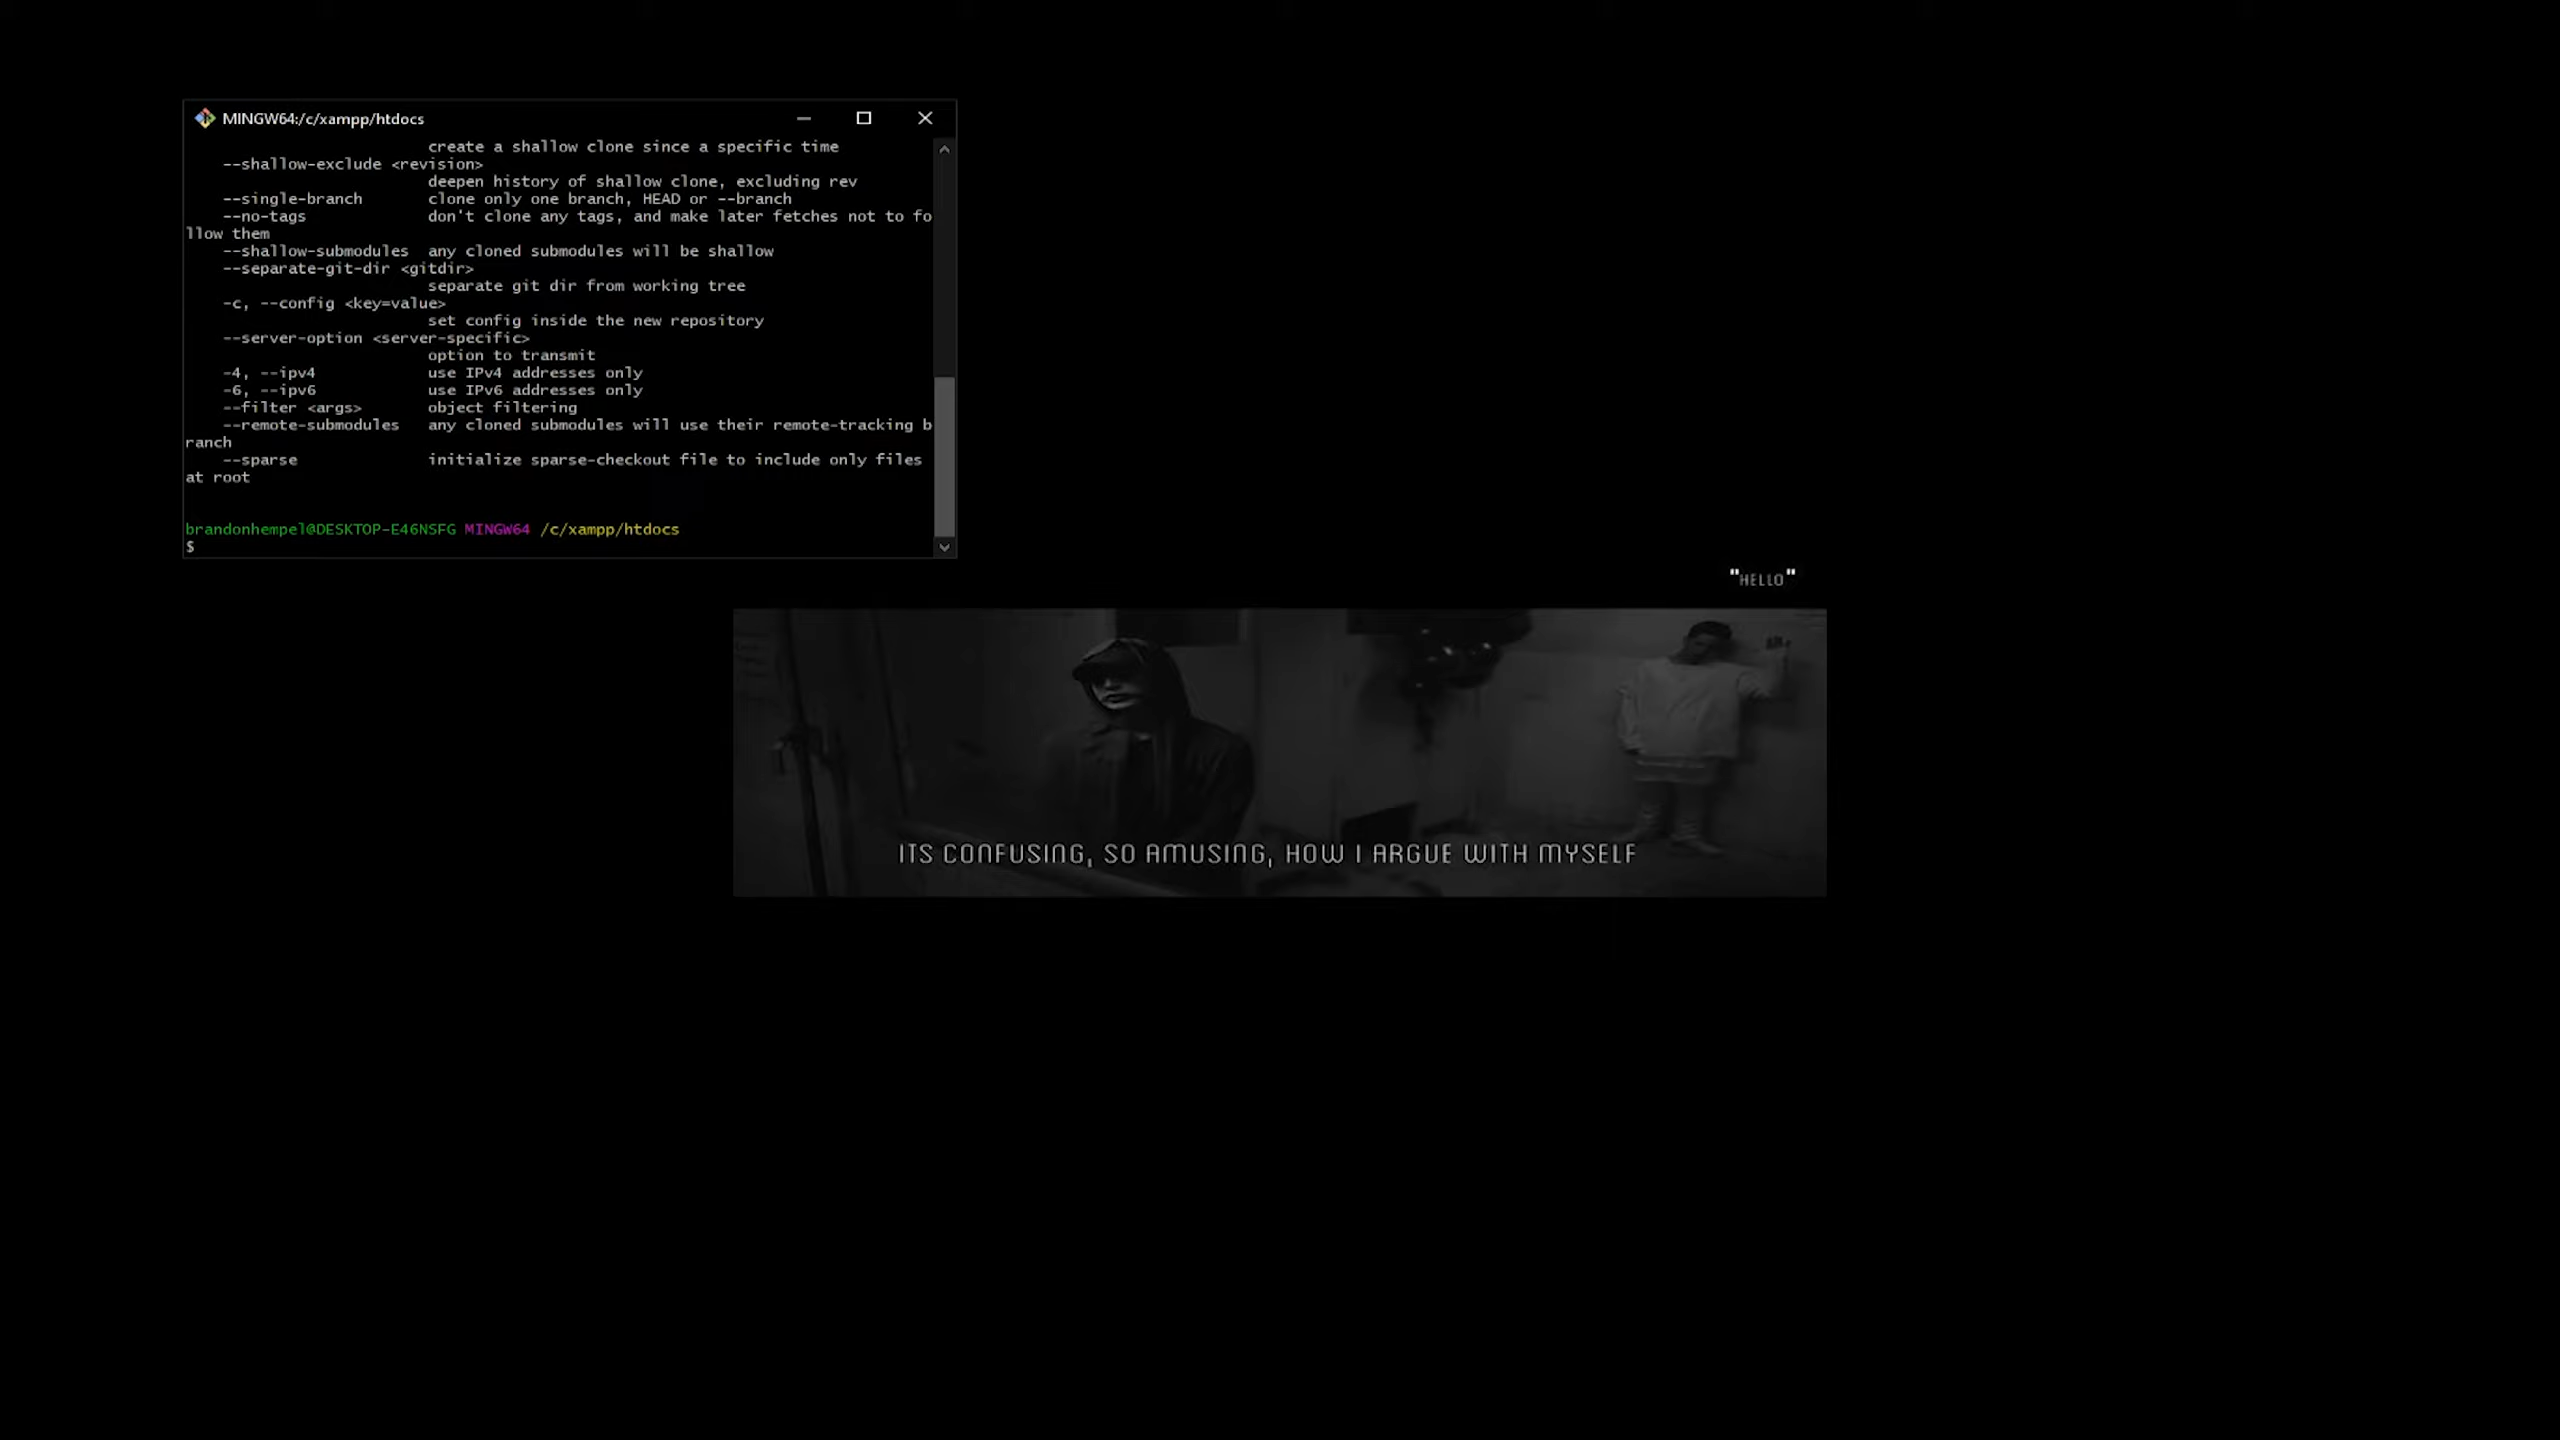 MINGW64:/c/xampp/htdocs
create a shallow clone since a specific time
--shallow-exclude <revision>
deepen history of shallow clone, excluding rev
--single-branch clone only one branch, HEAD or --branch
--no-tags don't clone any tags, and make later fetches not to fo
llow them
--shallow-submodules any cloned submodules will be shallow
--separate-git-dir <gitdir>
separate git dir from working tree
-c, --config <key=value>
set config inside the new repository
--server-option <server-specific>
option to transmit
-4, --ipv4 use IPv4 addresses only
-6, --ipv6 use IPv6 addresses only
--filter <args> object filtering
--remote-submodules any cloned submodules will use their remote-tracking b
ranch
--sparse initialize sparse-checkout file to include only files
at root
brandonhempel@DESKTOP-E46NSFG MINGW64 /c/xampp/htdocs
$
"HELLO"
ITS CONFUSING, SO AMUSING, HOW I ARGUE WITH MYSELF